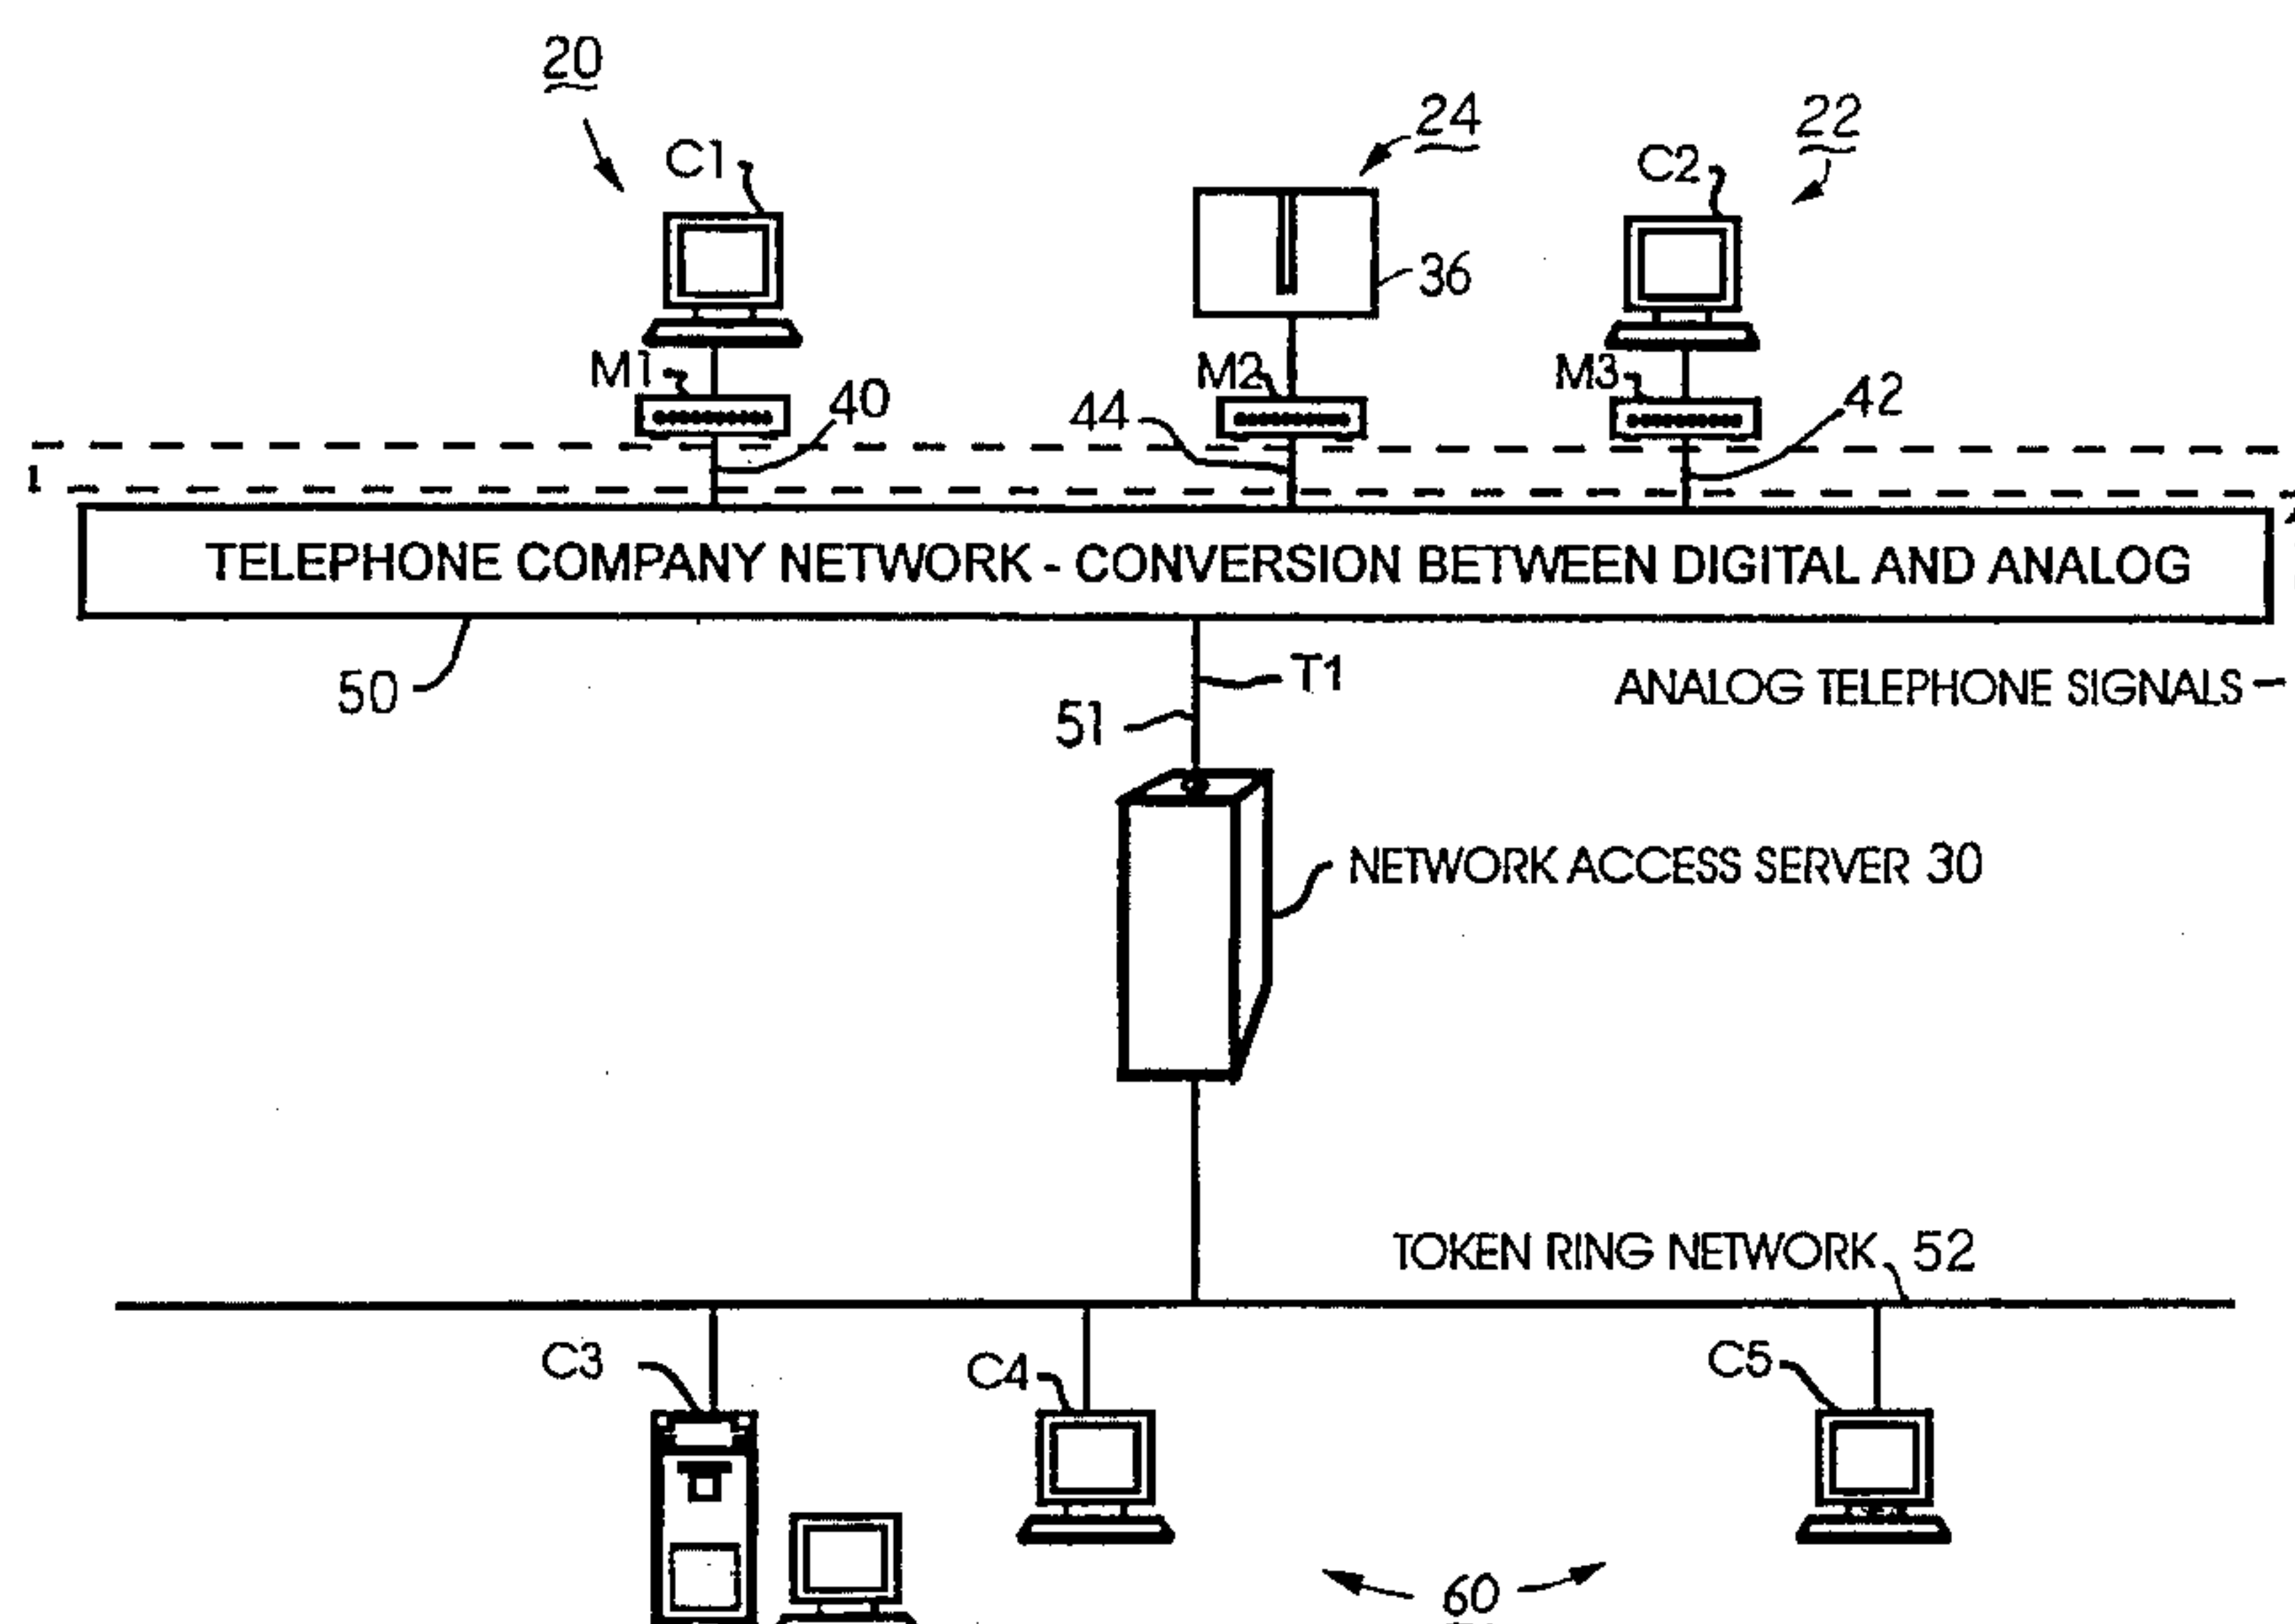 20
24
22
C1
C2
36
M1
M2
M3
40
44
42
TELEPHONE COMPANY NETWORK - CONVERSION BETWEEN DIGITAL AND ANALOG
50
T1
ANALOG TELEPHONE SIGNALS
51
NETWORK ACCESS SERVER 30
TOKEN RING NETWORK 52
C3
C4
C5
60